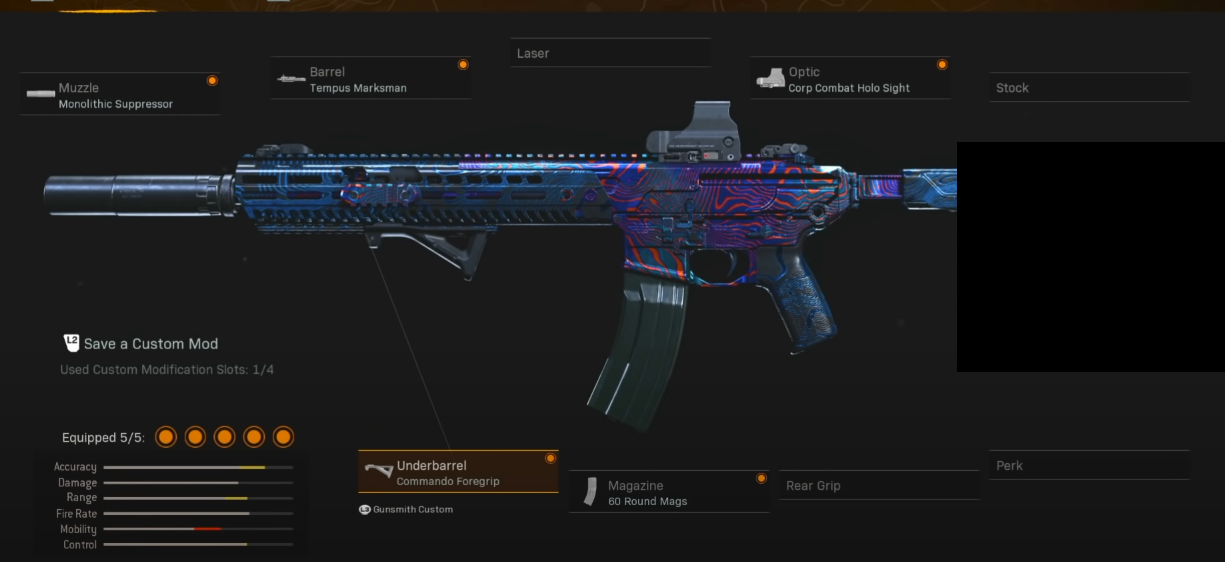 Laser
Barrel
Tempus Marksman
Optic
Corp Combat Holo Sight
Muzzle
Monolithic Suppressor
Stock
L2 Save a Custom Mod
Used Custom Modification Slots: 1/4
Equipped 5/5:
Accuracy
Damage
Range
Fire Rate
Mobility
Control
Underbarrel
Commando Foregrip
L3 Gunsmith Custom
Magazine
60 Round Mags
Rear Grip
Perk